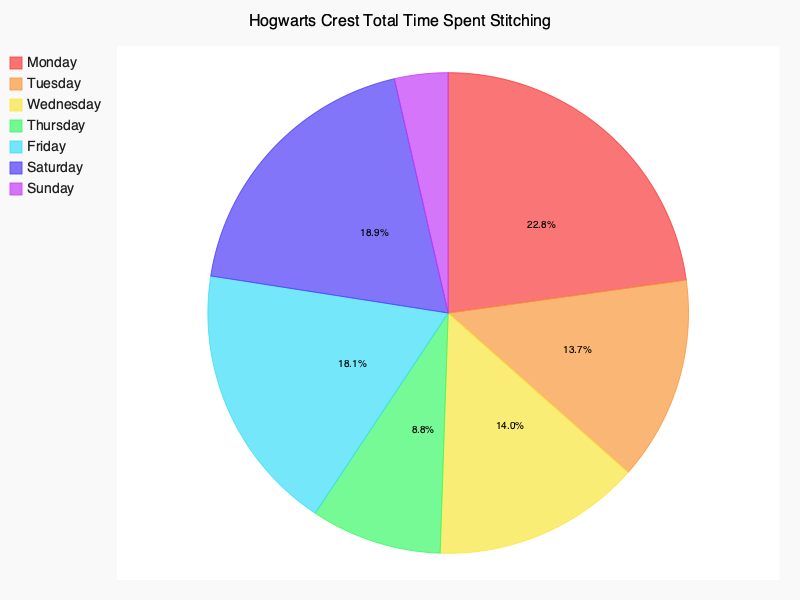 Hogwarts Crest Total Time Spent Stitching
Monday
Tuesday
Wednesday
Thursday
Friday
Saturday
Sunday
22.8%
13.7%
14.0%
8.8%
18.1%
18.9%